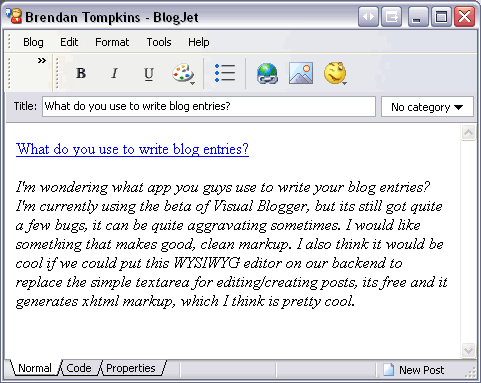 Brendan Tompkins - BlogJet
Blog Edit Format Tools Help
» B I U
Title: What do you use to write blog entries? No category
What do you use to write blog entries?
I'm wondering what app you guys use to write your blog entries?
I'm currently using the beta of Visual Blogger, but its still got quite
a few bugs, it can be quite aggravating sometimes. I would like
something that makes good, clean markup. I also think it would be
cool if we could put this WYSIWYG editor on our backend to
replace the simple textarea for editing/creating posts, its free and it
generates xhtml markup, which I think is pretty cool.
Normal Code Properties New Post